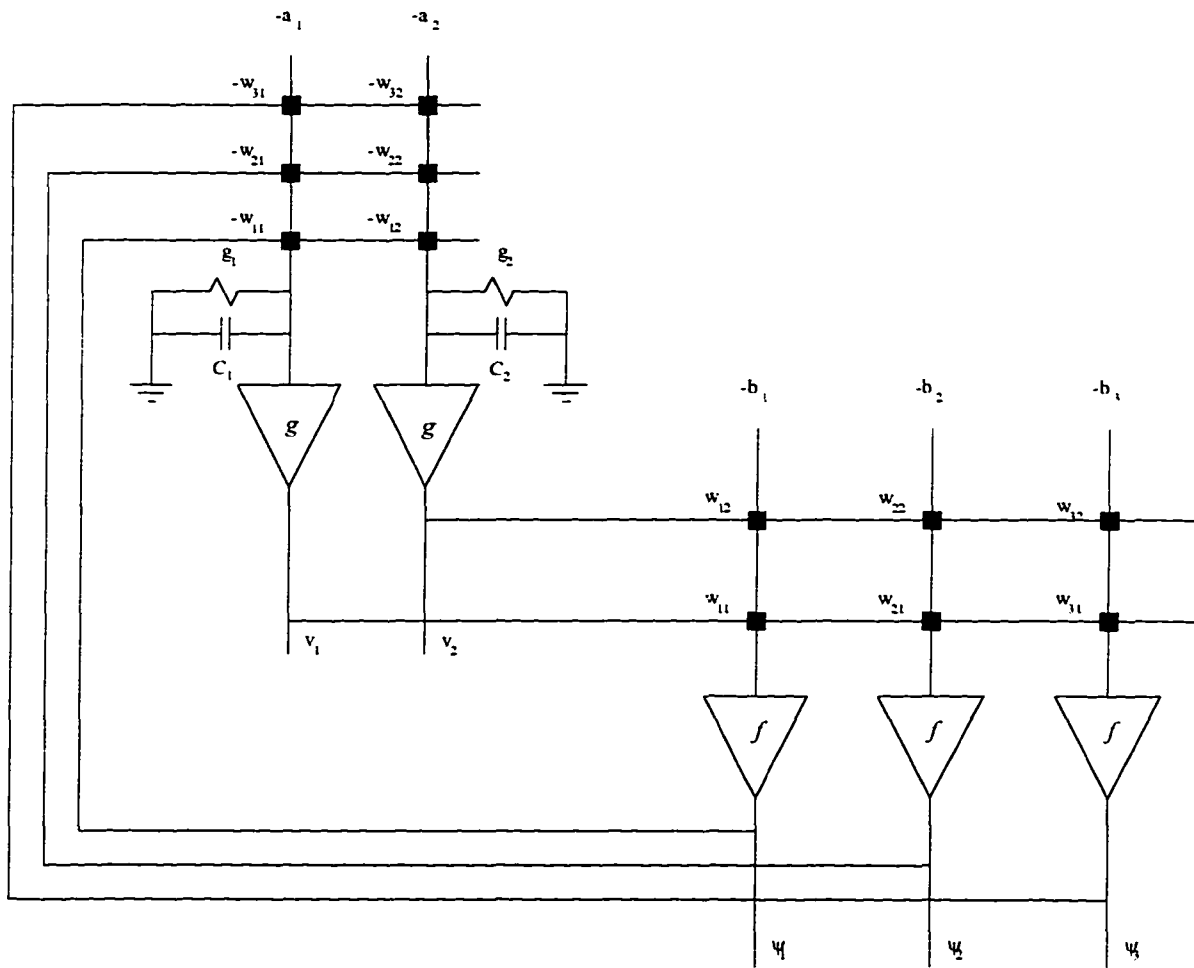 -a₁ -a₂
-w₃₁ -w₃₂
-w₂₁ -w₂₂
-w₁₁ -w₁₂
g₁ g₂
C₁ C₂
g g
-b₁ -b₂ -b₃
w₁₂ w₂₂ w₃₂
w₁₁ w₂₁ w₃₁
v₁ v₂
f f f
ψ₁ ψ₂ ψ₃